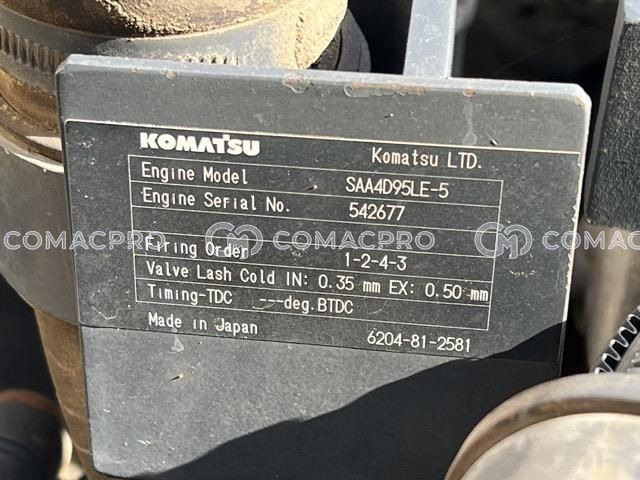 KOMATSU
Komatsu LTD.
Engine Model SAA4D95LE-5
Engine Serial No. 542677
COMACPRO COMACPRO COMACPRO
Firing Order 1-2-4-3
Valve Lash Cold IN: 0.35 mm EX: 0.50 mm
Timing-TDC ---deg.BTDC
Made in Japan 6204-81-2581